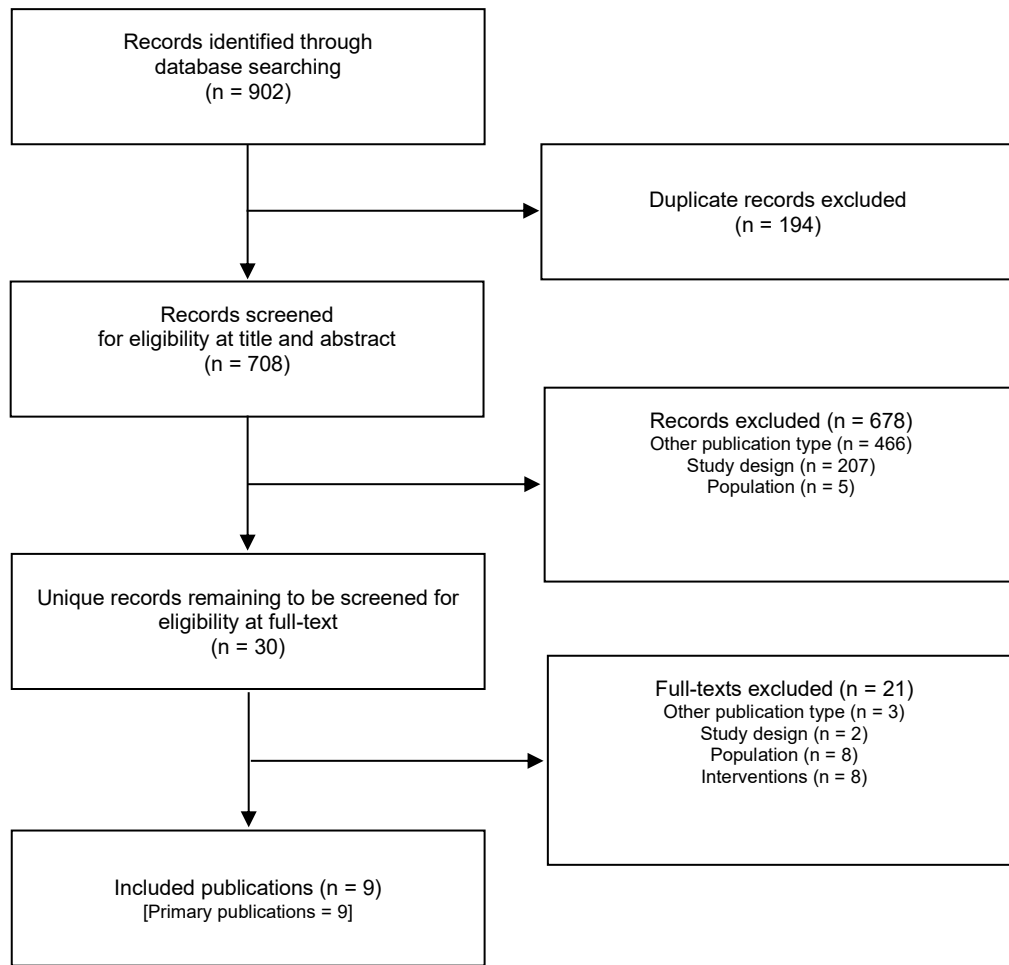 Records identified through
database searching
(n = 902)
Duplicate records excluded
(n = 194)
Records screened
for eligibility at title and abstract
(n = 708)
Records excluded (n = 678)
Other publication type (n = 466)
Study design (n = 207)
Population (n = 5)
Unique records remaining to be screened for
eligibility at full-text
(n = 30)
Full-texts excluded (n = 21)
Other publication type (n = 3)
Study design (n = 2)
Population (n = 8)
Interventions (n = 8)
Included publications (n = 9)
[Primary publications = 9]